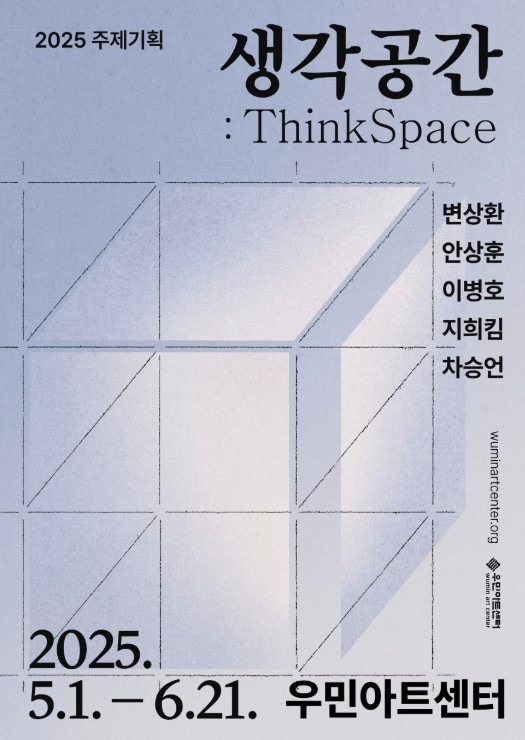 2025 주제기획
생각공간
: ThinkSpace
변상환
안상훈
이병호
지희킴
차승언
wuminartcenter.org
우민아트센터
wumin art center
2025.
5.1. – 6.21.
우민아트센터